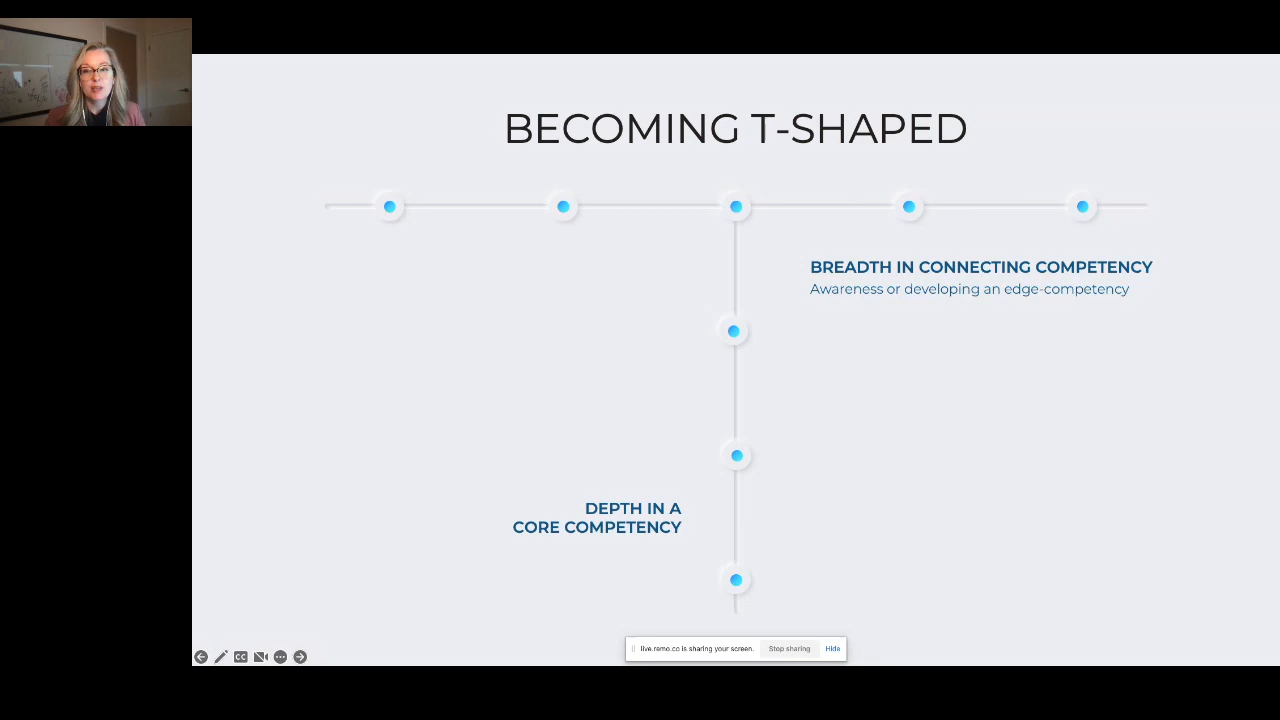 BECOMING T-SHAPED
BREADTH IN CONNECTING COMPETENCY
Awareness or developing an edge-competency
DEPTH IN A
CORE COMPETENCY
live.remo.co is sharing your screen. Stop sharing Hide
CC